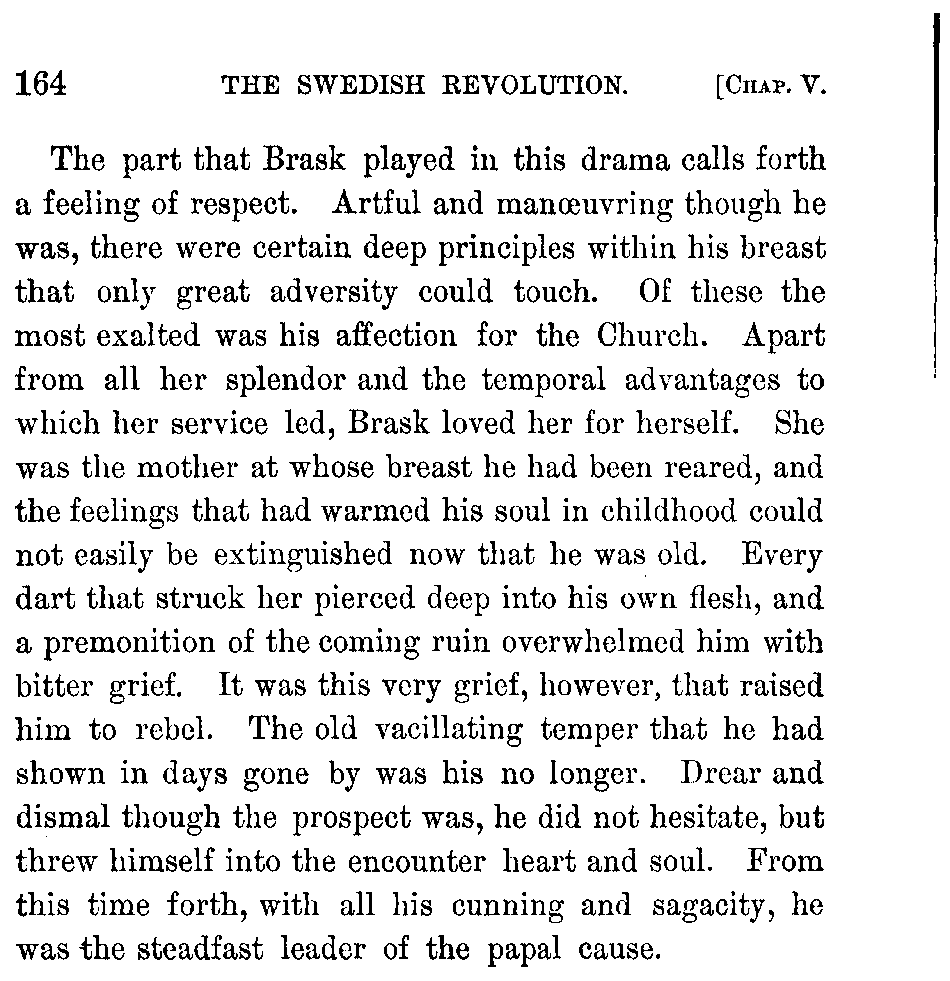 164 THE SWEDISH REVOLUTION. [CHAP. V.
The part that Brask played in this drama calls forth
a feeling of respect. Artful and manœuvring though he
was, there were certain deep principles within his breast
that only great adversity could touch. Of these the
most exalted was his affection for the Church. Apart
from all her splendor and the temporal advantages to
which her service led, Brask loved her for herself. She
was the mother at whose breast he had been reared, and
the feelings that had warmed his soul in childhood could
not easily be extinguished now that he was old. Every
dart that struck her pierced deep into his own flesh, and
a premonition of the coming ruin overwhelmed him with
bitter grief. It was this very grief, however, that raised
him to rebel. The old vacillating temper that he had
shown in days gone by was his no longer. Drear and
dismal though the prospect was, he did not hesitate, but
threw himself into the encounter heart and soul. From
this time forth, with all his cunning and sagacity, he
was the steadfast leader of the papal cause.